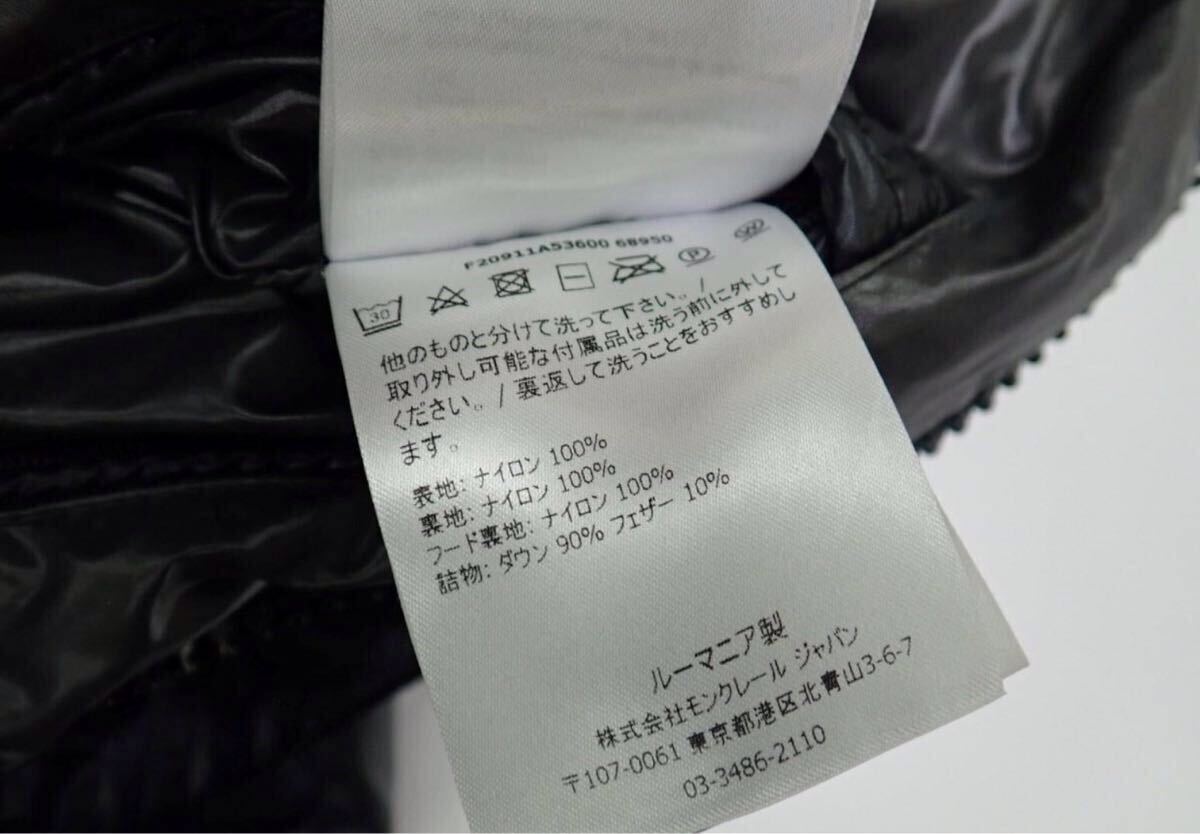 F20911A53600 68950
30
P
W
他のものと分けて洗って下さい。/
取り外し可能な付属品は洗う前に外して
ください。/ 裏返して洗うことをおすすめし
ます。
表地: ナイロン 100%
裏地: ナイロン 100%
フード裏地: ナイロン 100%
詰物: ダウン 90% フェザー 10%
ルーマニア製
株式会社モンクレール ジャパン
〒107-0061 東京都港区北青山3-6-7
03-3486-2110